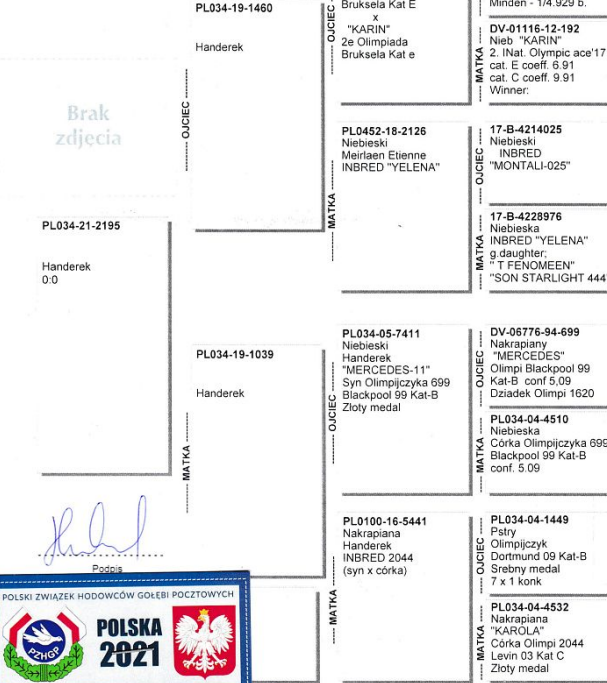 Brak
zdjęcia
PL034-21-2195
Handerek
0:0
Podpis
POLSKI ZWIĄZEK HODOWCÓW GOŁĘBI POCZTOWYCH
PZHGP
POLSKA
2021
OJCIEC
PL034-19-1460
Handerek
MATKA
PL034-19-1039
Handerek
OJCIEC
Bruksela Kat E
x
"KARIN"
2e Olimpiada
Bruksela Kat e
MATKA
PL0452-18-2126
Niebieski
Meirlaen Etienne
INBRED "YELENA"
OJCIEC
PL034-05-7411
Niebieski
Handerek
"MERCEDES-11"
Syn Olimpijczyka 699
Blackpool 99 Kat-B
Złoty medal
MATKA
PL0100-16-5441
Nakrapiana
Handerek
INBRED 2044
(syn x córka)
Minden - 1/4.929 b.
MATKA
DV-01116-12-192
Nieb "KARIN"
2. INat. Olympic ace'17
cat. E coeff. 6.91
cat. C coeff. 9.91
Winner:
OJCIEC
17-B-4214025
Niebieski
INBRED
"MONTALI-025"
MATKA
17-B-4228976
Niebieska
INBRED "YELENA"
g.daughter;
" T FENOMEEN"
"SON STARLIGHT 444"
OJCIEC
DV-06776-94-699
Nakrapiany
"MERCEDES"
Olimpi Blackpool 99
Kat-B conf 5,09
Dziadek Olimpi 1620
MATKA
PL034-04-4510
Niebieska
Córka Olimpijczyka 699
Blackpool 99 Kat-B
conf. 5.09
OJCIEC
PL034-04-1449
Pstry
Olimpijczyk
Dortmund 09 Kat-B
Srebny medal
7 x 1 konk
MATKA
PL034-04-4532
Nakrapiana
"KAROLA"
Córka Olimpi 2044
Levin 03 Kat C
Złoty medal